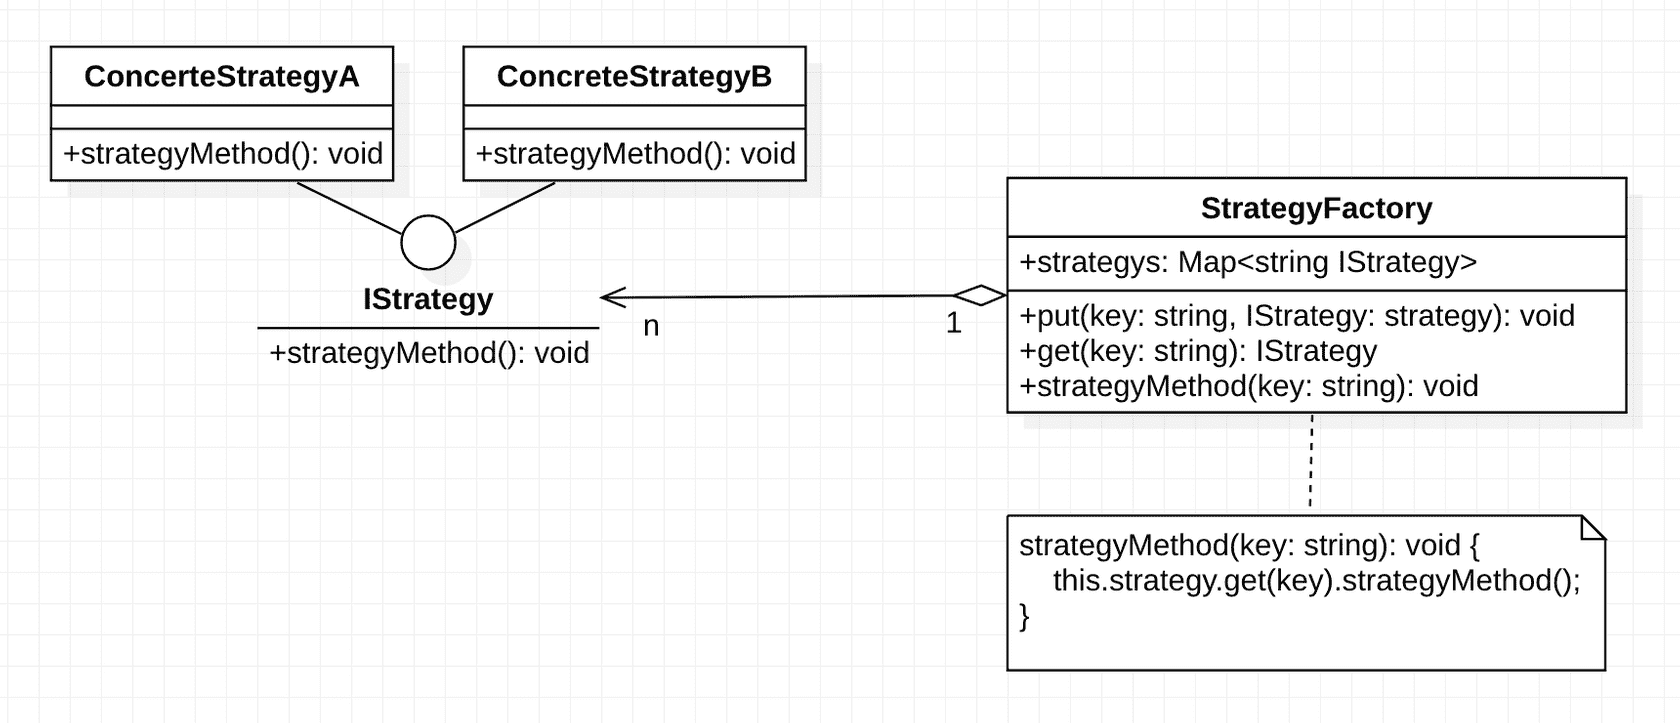 ConcerteStrategyA
+strategyMethod(): void
ConcreteStrategyB
+strategyMethod(): void
IStrategy
+strategyMethod(): void
n
1
StrategyFactory
+strategys: Map<string IStrategy>
+put(key: string, IStrategy: strategy): void
+get(key: string): IStrategy
+strategyMethod(key: string): void
strategyMethod(key: string): void {
    this.strategy.get(key).strategyMethod();
}